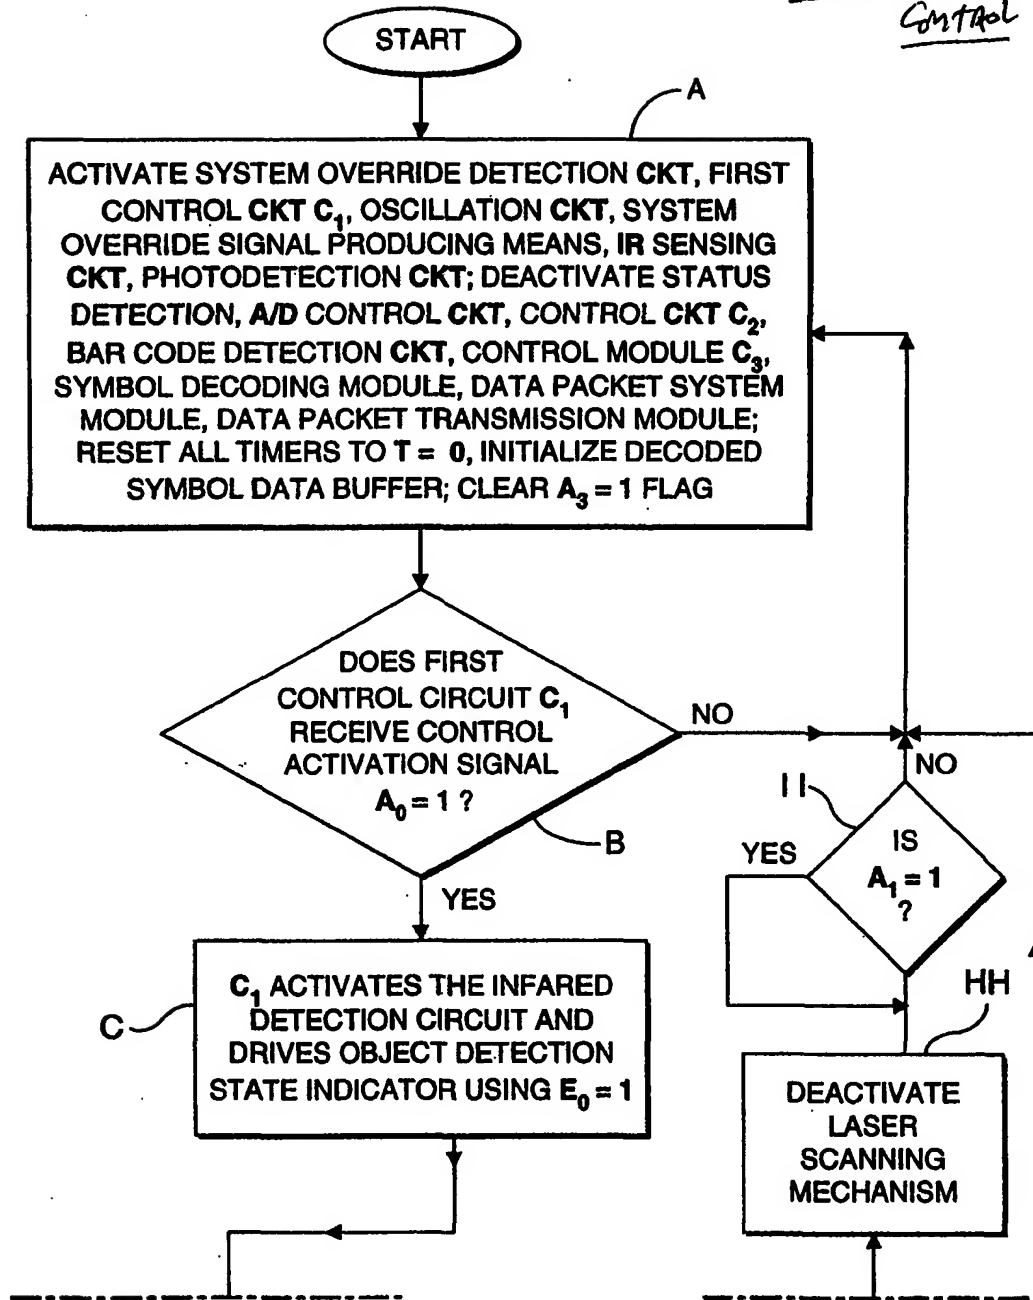 CONTROL
START
A
ACTIVATE SYSTEM OVERRIDE DETECTION CKT, FIRST
CONTROL CKT C₁, OSCILLATION CKT, SYSTEM
OVERRIDE SIGNAL PRODUCING MEANS, IR SENSING
CKT, PHOTODETECTION CKT; DEACTIVATE STATUS
DETECTION, A/D CONTROL CKT, CONTROL CKT C₂,
BAR CODE DETECTION CKT, CONTROL MODULE C₃,
SYMBOL DECODING MODULE, DATA PACKET SYSTEM
MODULE, DATA PACKET TRANSMISSION MODULE;
RESET ALL TIMERS TO T = 0, INITIALIZE DECODED
SYMBOL DATA BUFFER; CLEAR A₃ = 1 FLAG
DOES FIRST
CONTROL CIRCUIT C₁
RECEIVE CONTROL
ACTIVATION SIGNAL
A₀ = 1 ?
NO
B
YES
NO
II
IS
A₁ = 1
?
YES
C
C₁ ACTIVATES THE INFARED
DETECTION CIRCUIT AND
DRIVES OBJECT DETECTION
STATE INDICATOR USING E₀ = 1
HH
DEACTIVATE
LASER
SCANNING
MECHANISM